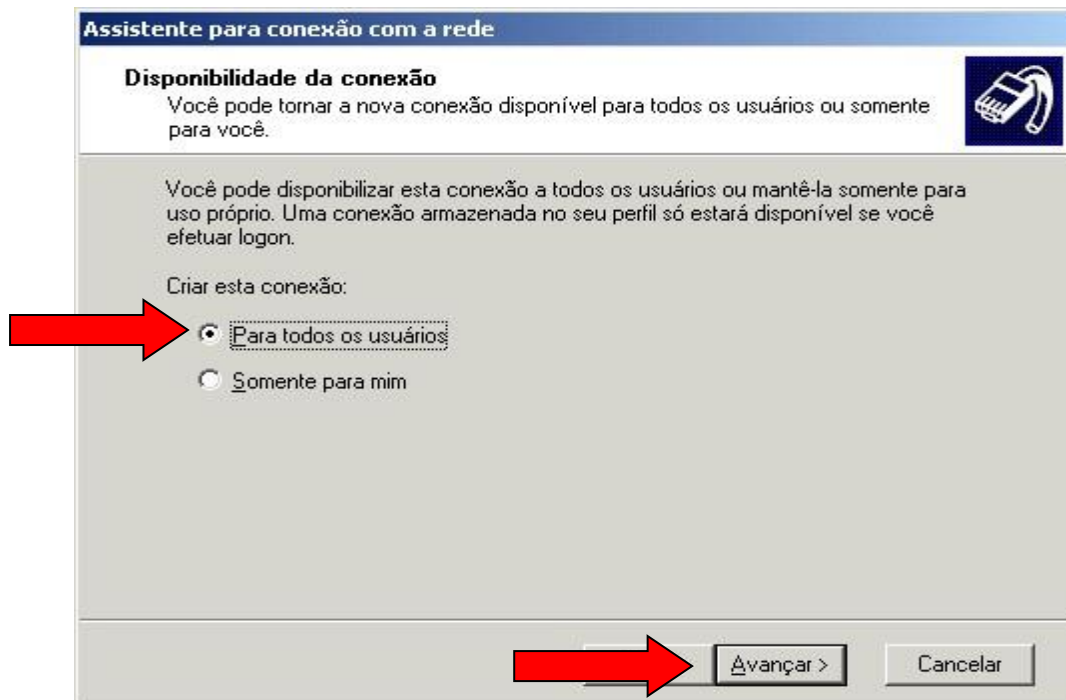 Assistente para conexão com a rede
Disponibilidade da conexão
Você pode tornar a nova conexão disponível para todos os usuários ou somente
para você.
Você pode disponibilizar esta conexão a todos os usuários ou mantê-la somente para
uso próprio. Uma conexão armazenada no seu perfil só estará disponível se você
efetuar logon.
Criar esta conexão:
Para todos os usuários
Somente para mim
Avançar >
Cancelar